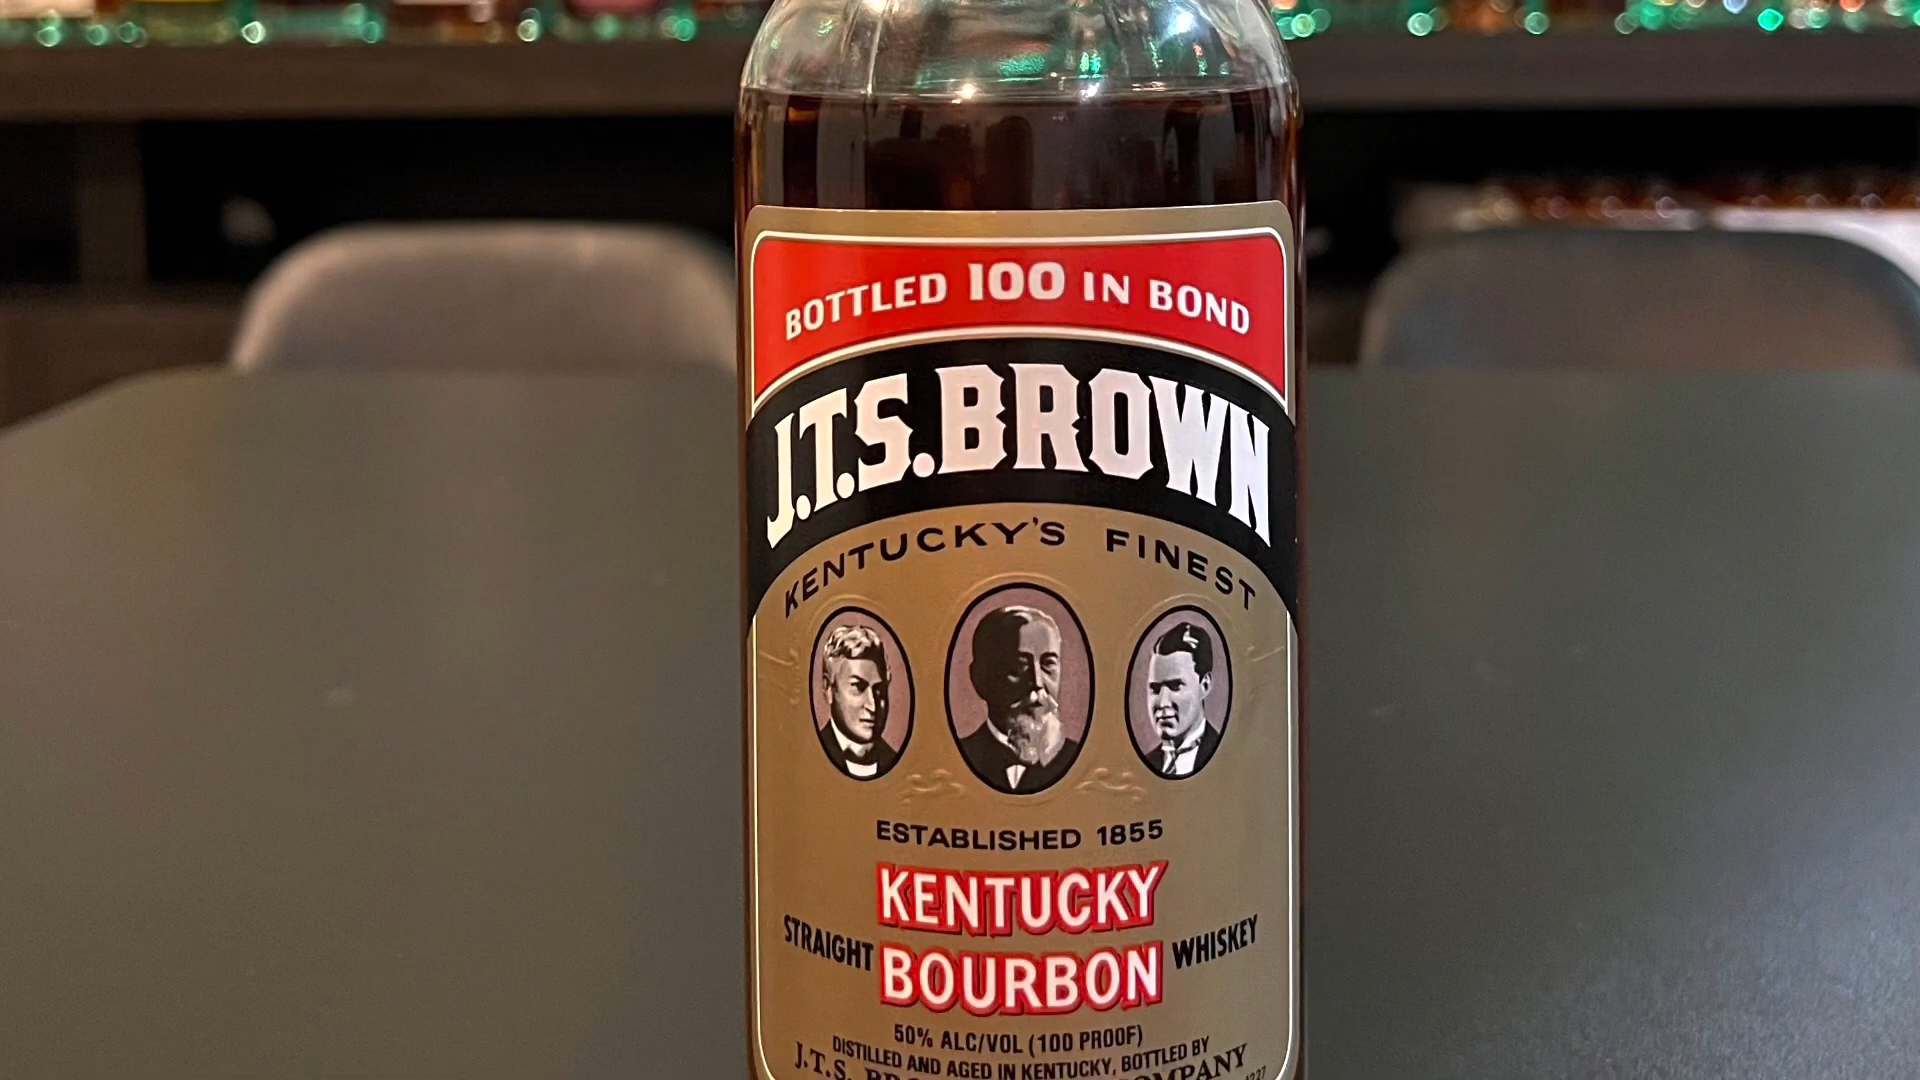 BOTTLED 100 IN BOND
J.T.S. BROWN
KENTUCKY'S FINEST
ESTABLISHED 1855
KENTUCKY
STRAIGHT BOURBON WHISKEY
50% ALC/VOL (100 PROOF)
DISTILLED AND AGED IN KENTUCKY, BOTTLED BY
J.T.S.